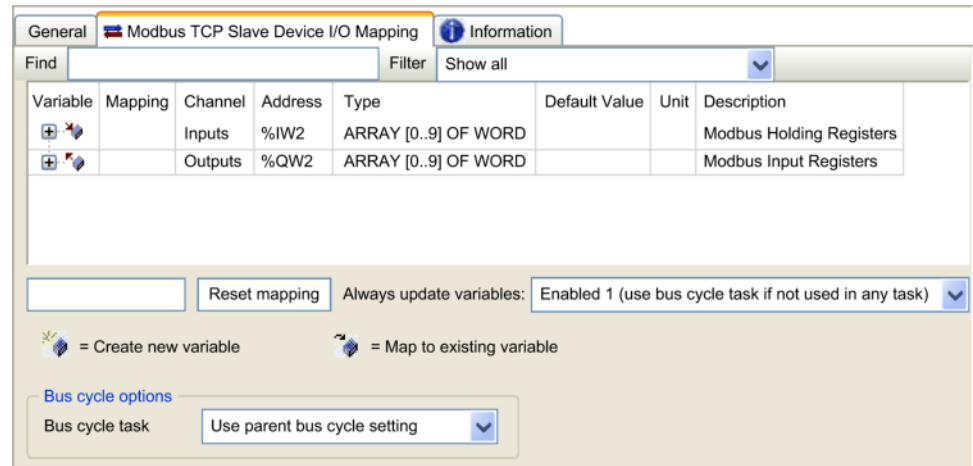 General Modbus TCP Slave Device I/O Mapping Information
Find Filter Show all
Variable Mapping Channel Address Type Default Value Unit Description
Inputs %IW2 ARRAY [0..9] OF WORD Modbus Holding Registers
Outputs %QW2 ARRAY [0..9] OF WORD Modbus Input Registers
Reset mapping Always update variables: Enabled 1 (use bus cycle task if not used in any task)
= Create new variable = Map to existing variable
Bus cycle options
Bus cycle task Use parent bus cycle setting